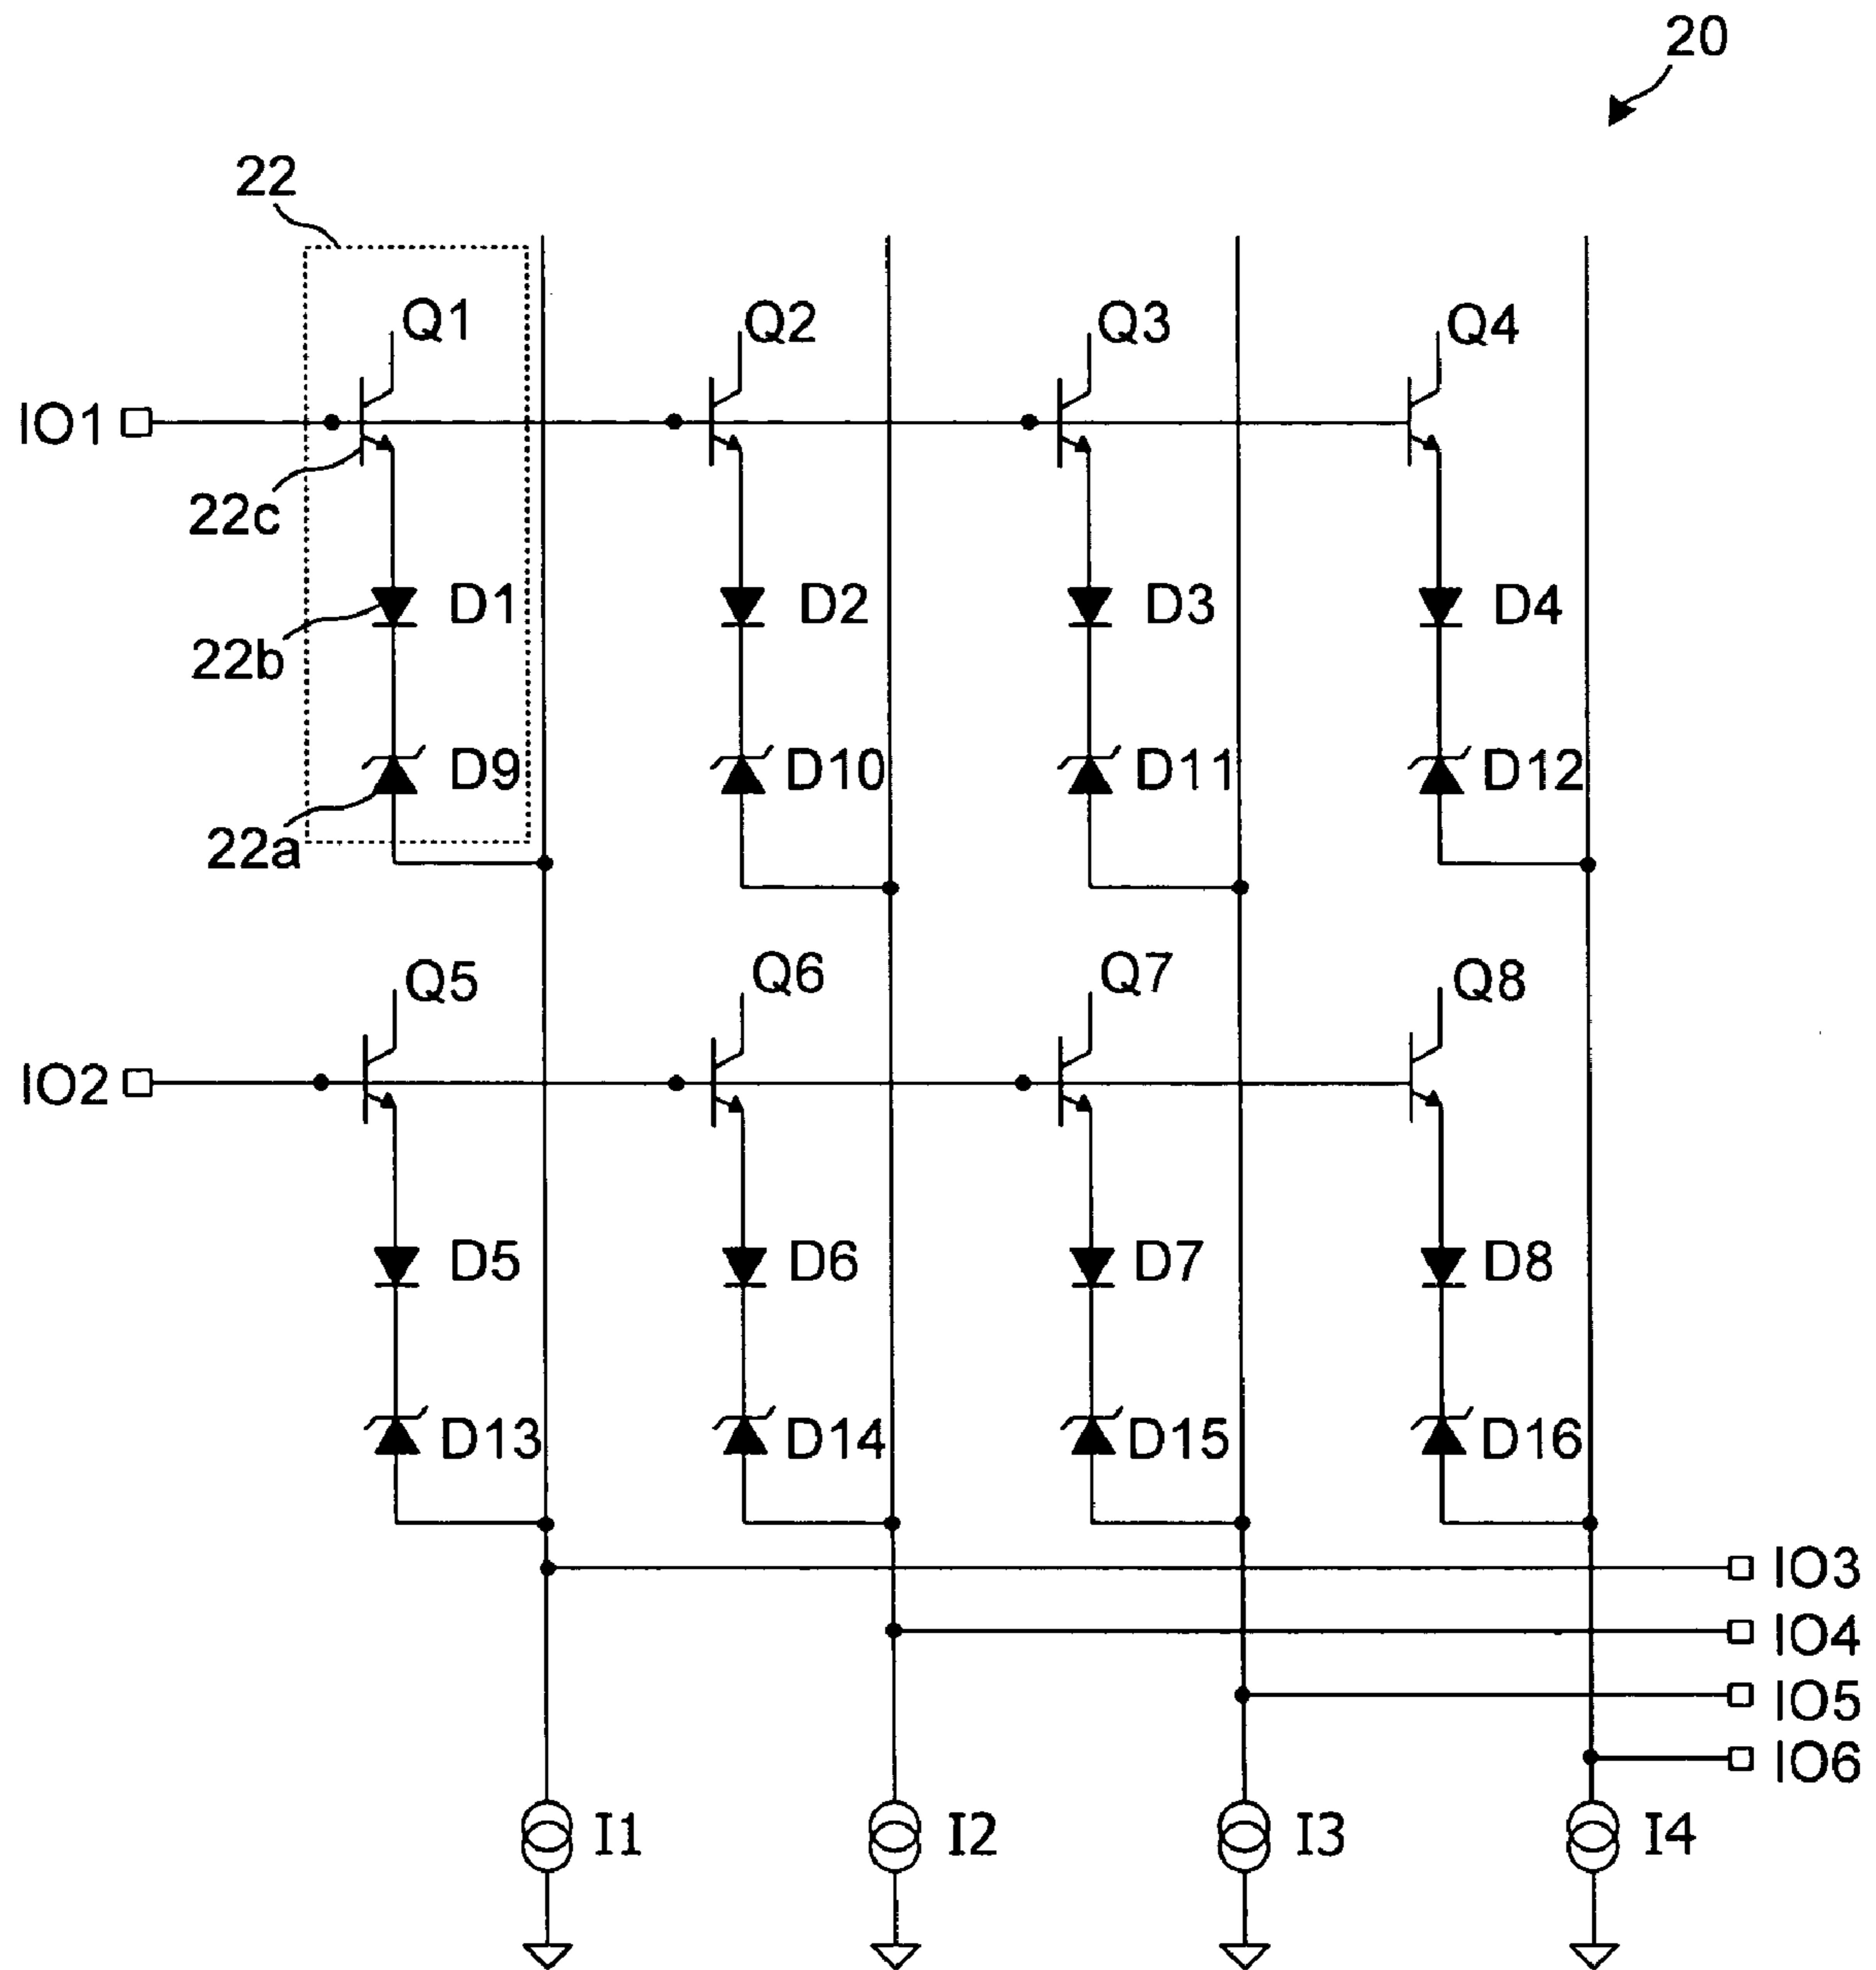 20
22
Q1 Q2 Q3 Q4
IO1
22c
D1 D2 D3 D4
22b
D9 D10 D11 D12
22a
Q5 Q6 Q7 Q8
IO2
D5 D6 D7 D8
D13 D14 D15 D16
IO3
IO4
IO5
IO6
I1 I2 I3 I4